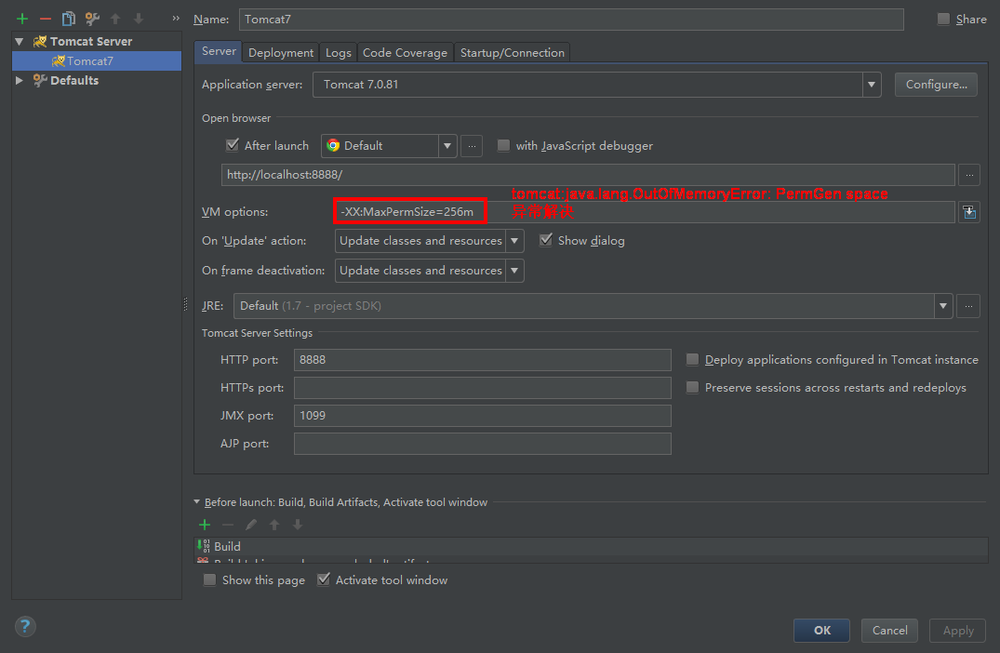 Name: Tomcat7 Share
Tomcat Server
Tomcat7
Defaults
Server Deployment Logs Code Coverage Startup/Connection
Application server: Tomcat 7.0.81 Configure...
Open browser
After launch Default ... with JavaScript debugger
http://localhost:8888/ ...
tomcat:java.lang.OutOfMemoryError: PermGen space
VM options: -XX:MaxPermSize=256m 异常解决
On 'Update' action: Update classes and resources Show dialog
On frame deactivation: Update classes and resources
JRE: Default (1.7 - project SDK) ...
Tomcat Server Settings
HTTP port: 8888 Deploy applications configured in Tomcat instance
HTTPs port: Preserve sessions across restarts and redeploys
JMX port: 1099
AJP port:
Before launch: Build, Build Artifacts, Activate tool window
Build
Show this page Activate tool window
? OK Cancel Apply